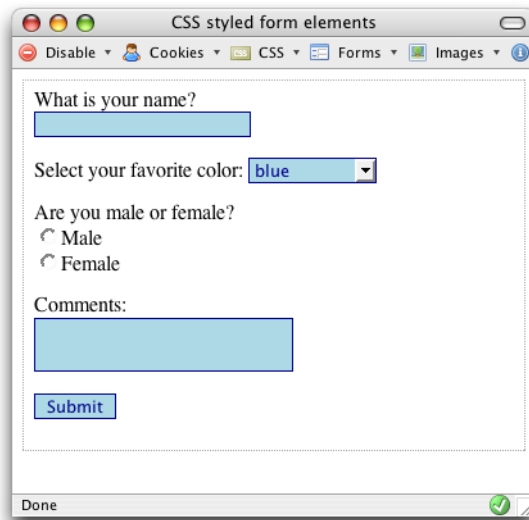 CSS styled form elements
Disable Cookies CSS CSS Forms Images
What is your name?
Select your favorite color: blue
Are you male or female?
Male
Female
Comments:
Submit
Done